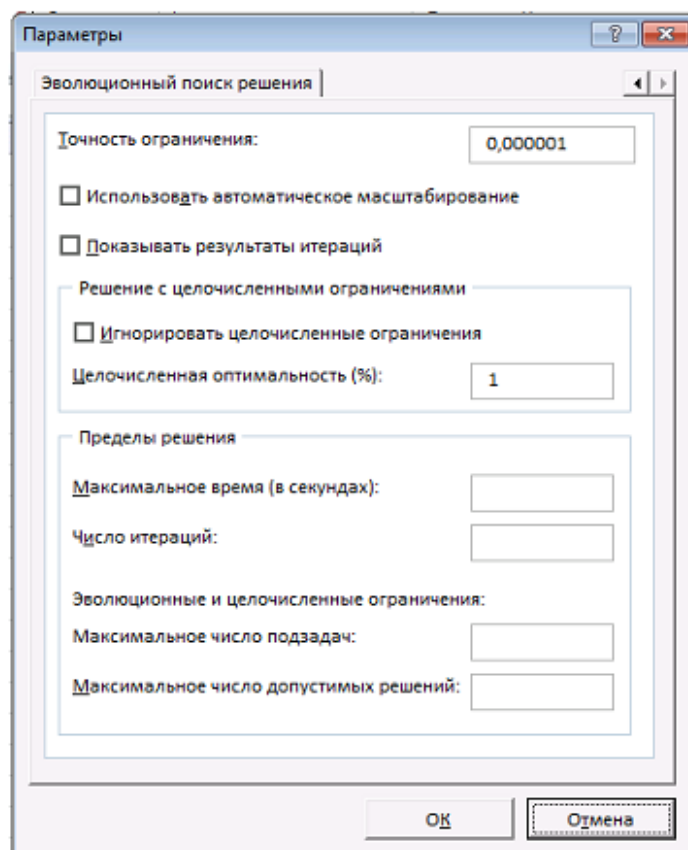 Параметры
Эволюционный поиск решения
Точность ограничения: 0,000001
Использовать автоматическое масштабирование
Показывать результаты итераций
Решение с целочисленными ограничениями
Игнорировать целочисленные ограничения
Целочисленная оптимальность (%): 1
Пределы решения
Максимальное время (в секундах):
Число итераций:
Эволюционные и целочисленные ограничения:
Максимальное число подзадач:
Максимальное число допустимых решений:
ОК Отмена